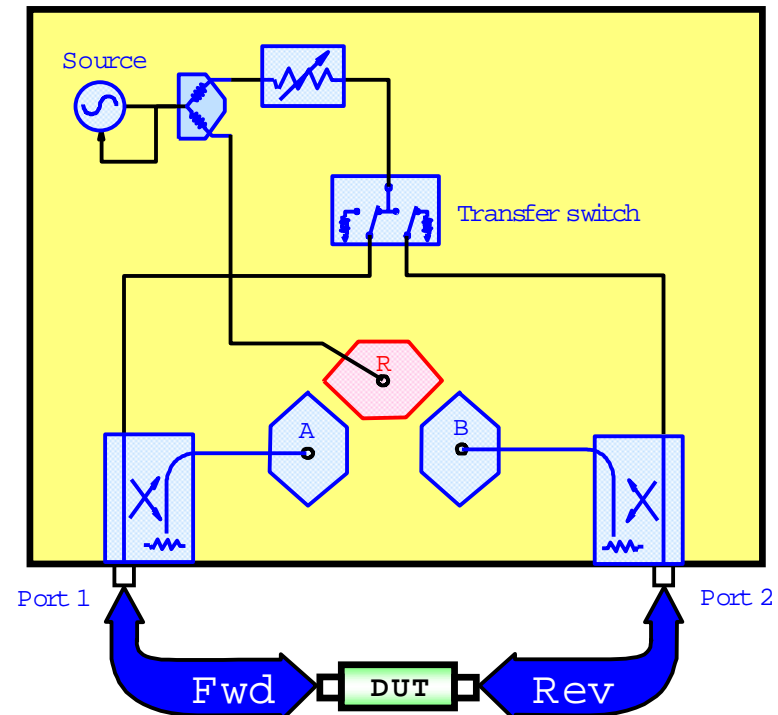 Source
Transfer switch
R
A
B
Port 1
Port 2
Fwd
DUT
Rev